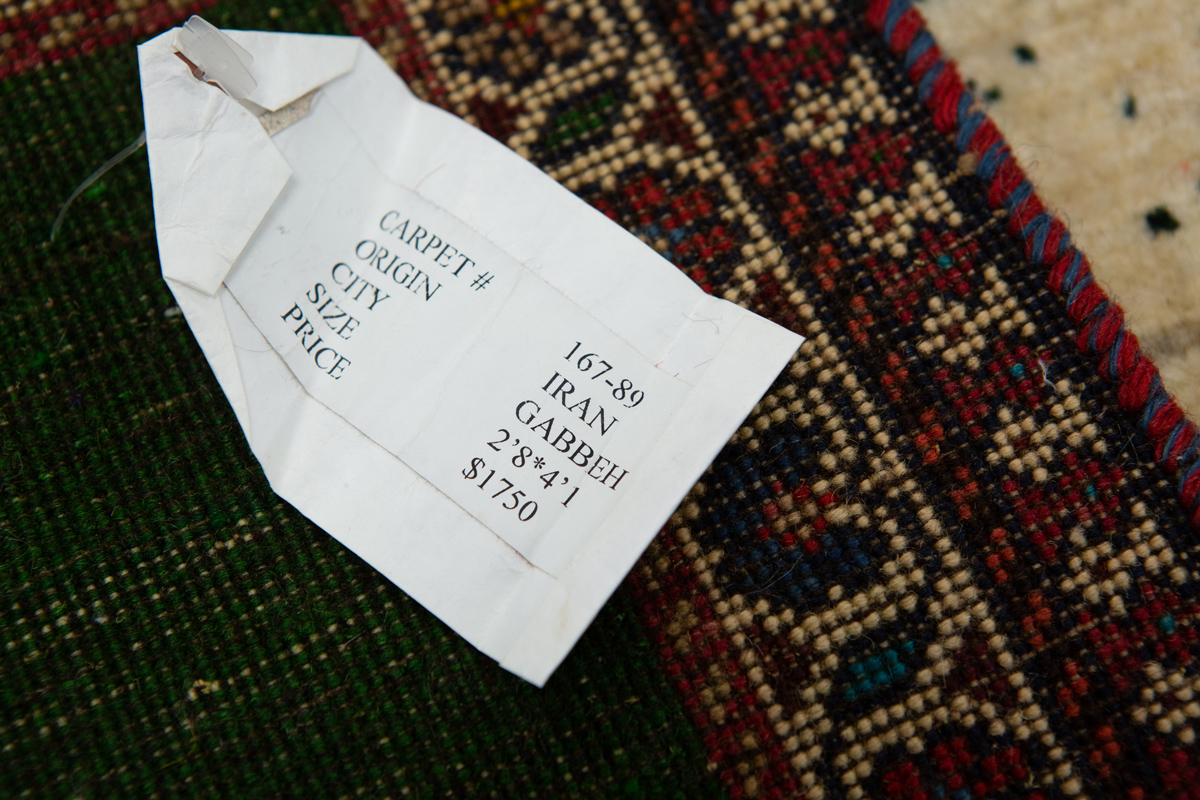 CARPET # 167-89
ORIGIN IRAN
CITY GABBEH
SIZE 2’8*4’1
PRICE $1750